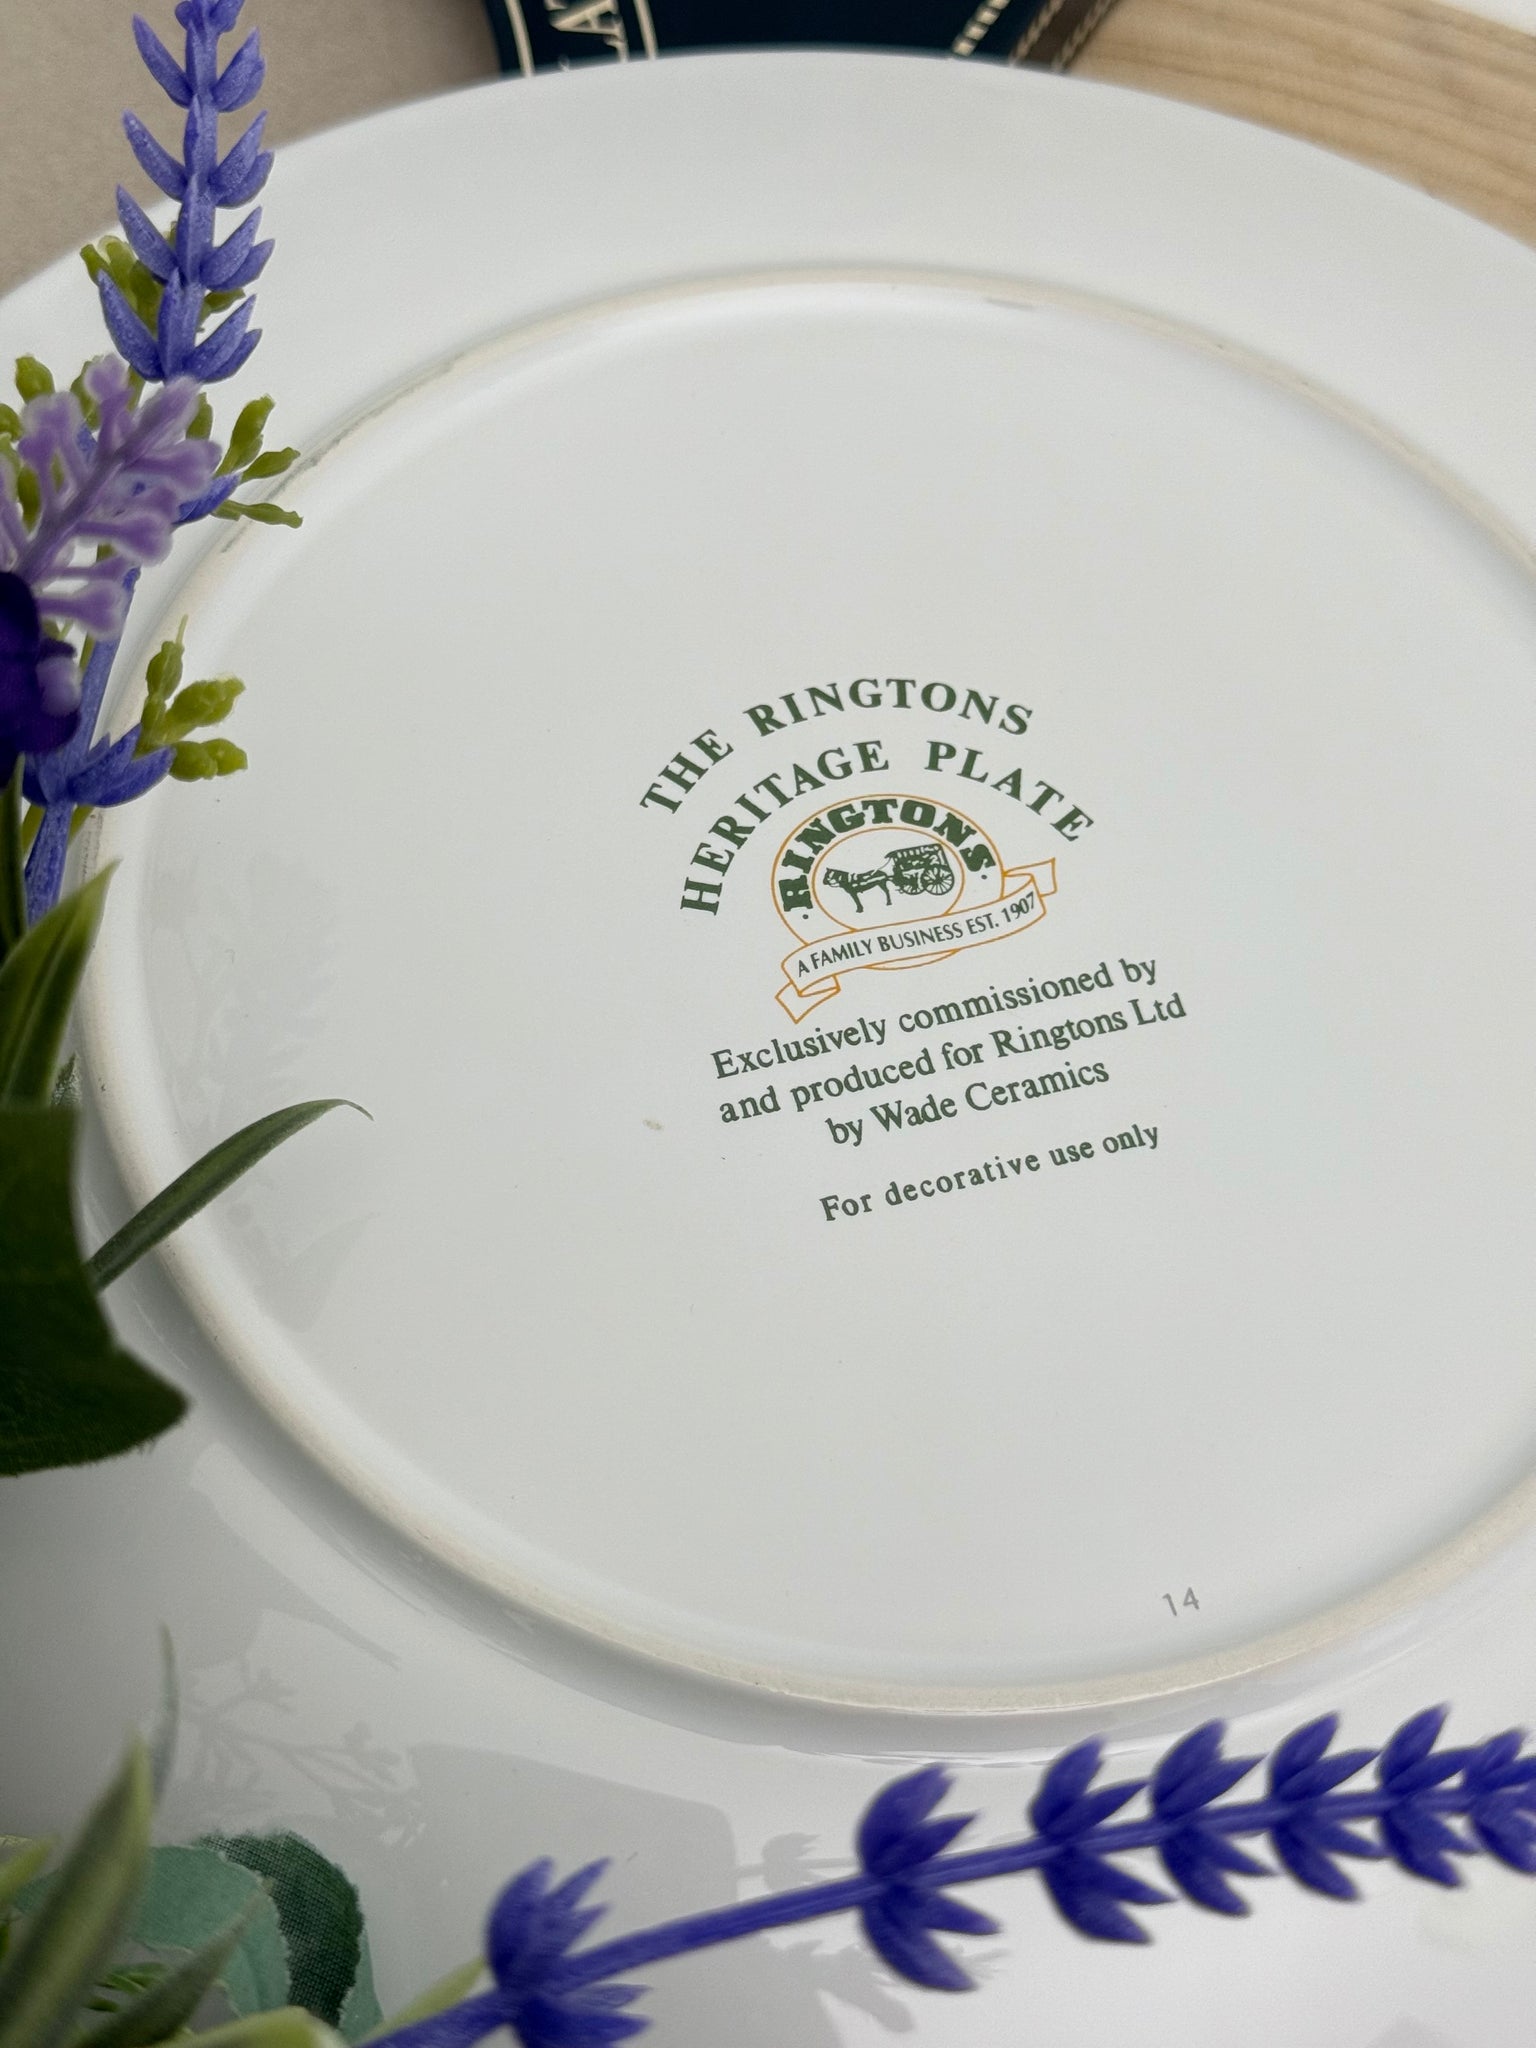 LAT
THE RINGTONS
HERITAGE PLATE
RINGTONS
A FAMILY BUSINESS EST. 1907
Exclusively commissioned by
and produced for Ringtons Ltd
by Wade Ceramics
For decorative use only
14